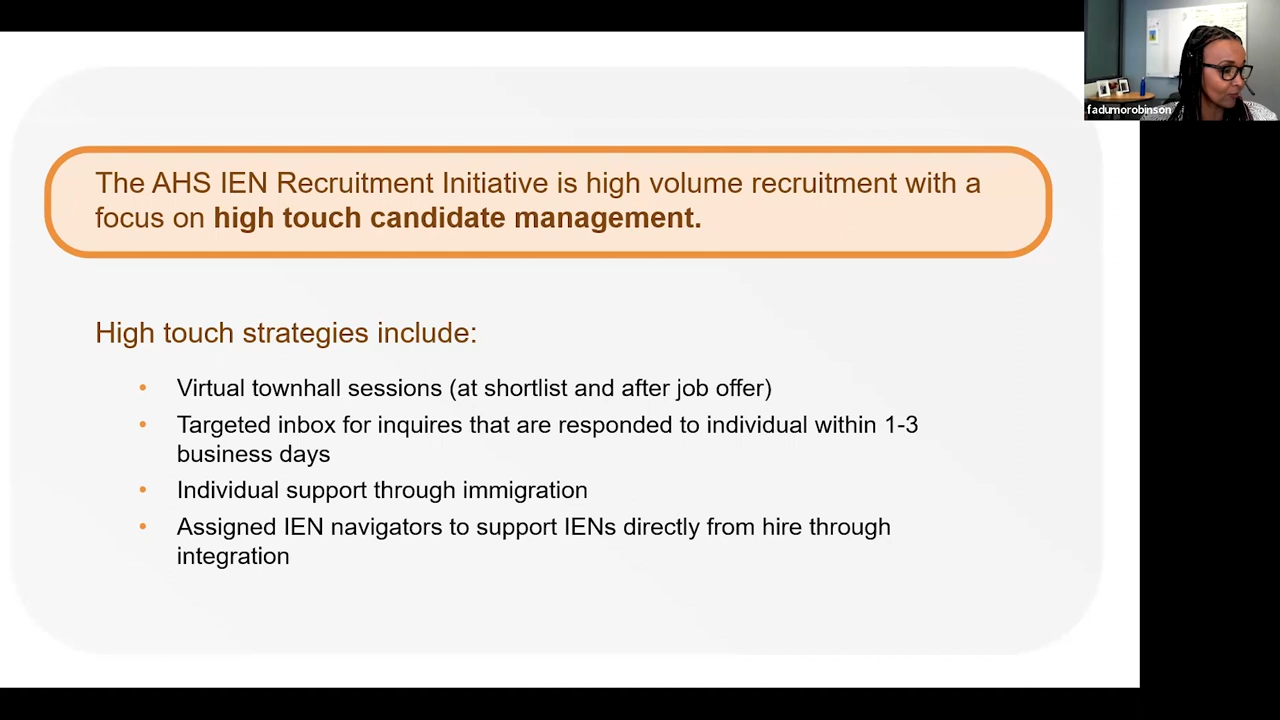 fadumorobinson
The AHS IEN Recruitment Initiative is high volume recruitment with a
focus on high touch candidate management.
High touch strategies include:
• Virtual townhall sessions (at shortlist and after job offer)
• Targeted inbox for inquires that are responded to individual within 1-3
business days
• Individual support through immigration
• Assigned IEN navigators to support IENs directly from hire through
integration